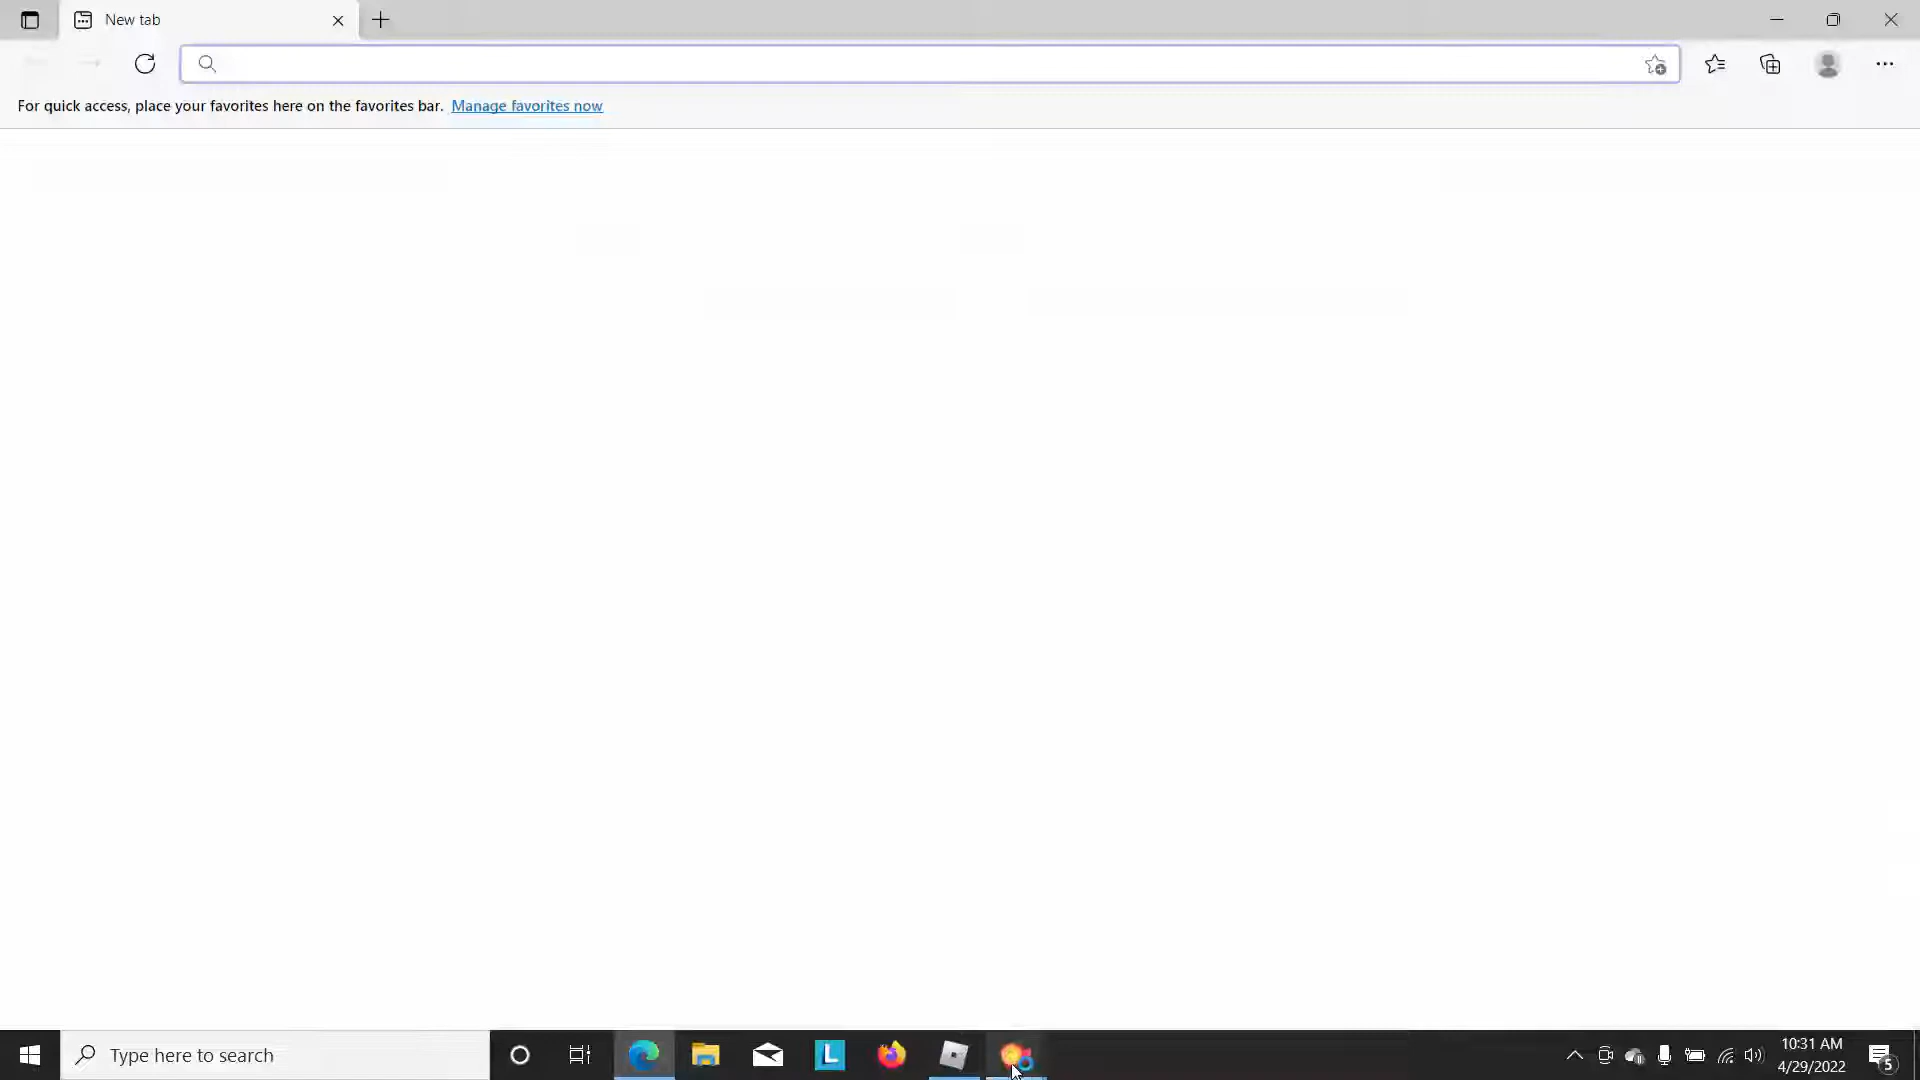 New tab
For quick access, place your favorites here on the favorites bar. Manage favorites now
Type here to search
L
10:31 AM
4/29/2022
5